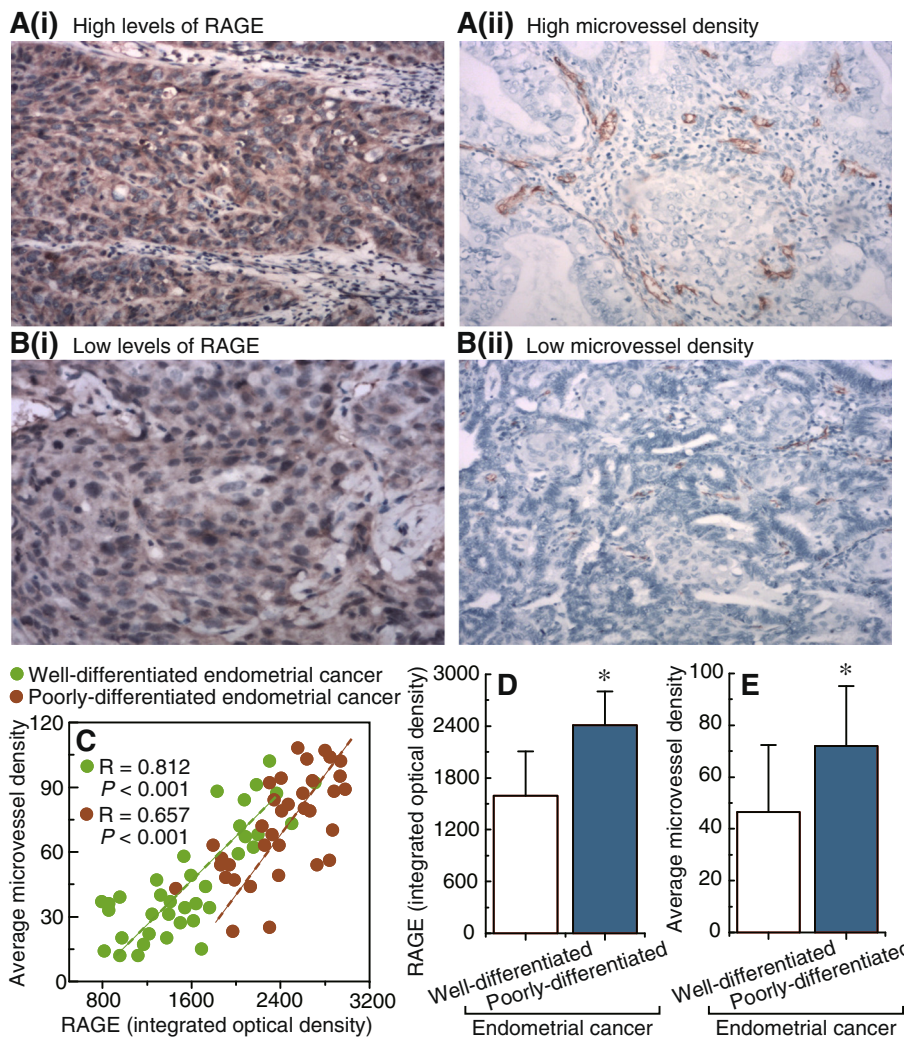 A(i) High levels of RAGE
A(ii) High microvessel density
B(i) Low levels of RAGE
B(ii) Low microvessel density
Well-differentiated endometrial cancer
Poorly-differentiated endometrial cancer
C
R = 0.812
P < 0.001
R = 0.657
P < 0.001
Average microvessel density
120
90
60
30
0
800 1600 2400 3200
RAGE (integrated optical density)
D
*
RAGE (integrated optical density)
3000
2400
1800
1200
600
0
Well-differentiated
Poorly-differentiated
Endometrial cancer
E
*
Average microvessel density
100
80
60
40
20
0
Well-differentiated
Poorly-differentiated
Endometrial cancer